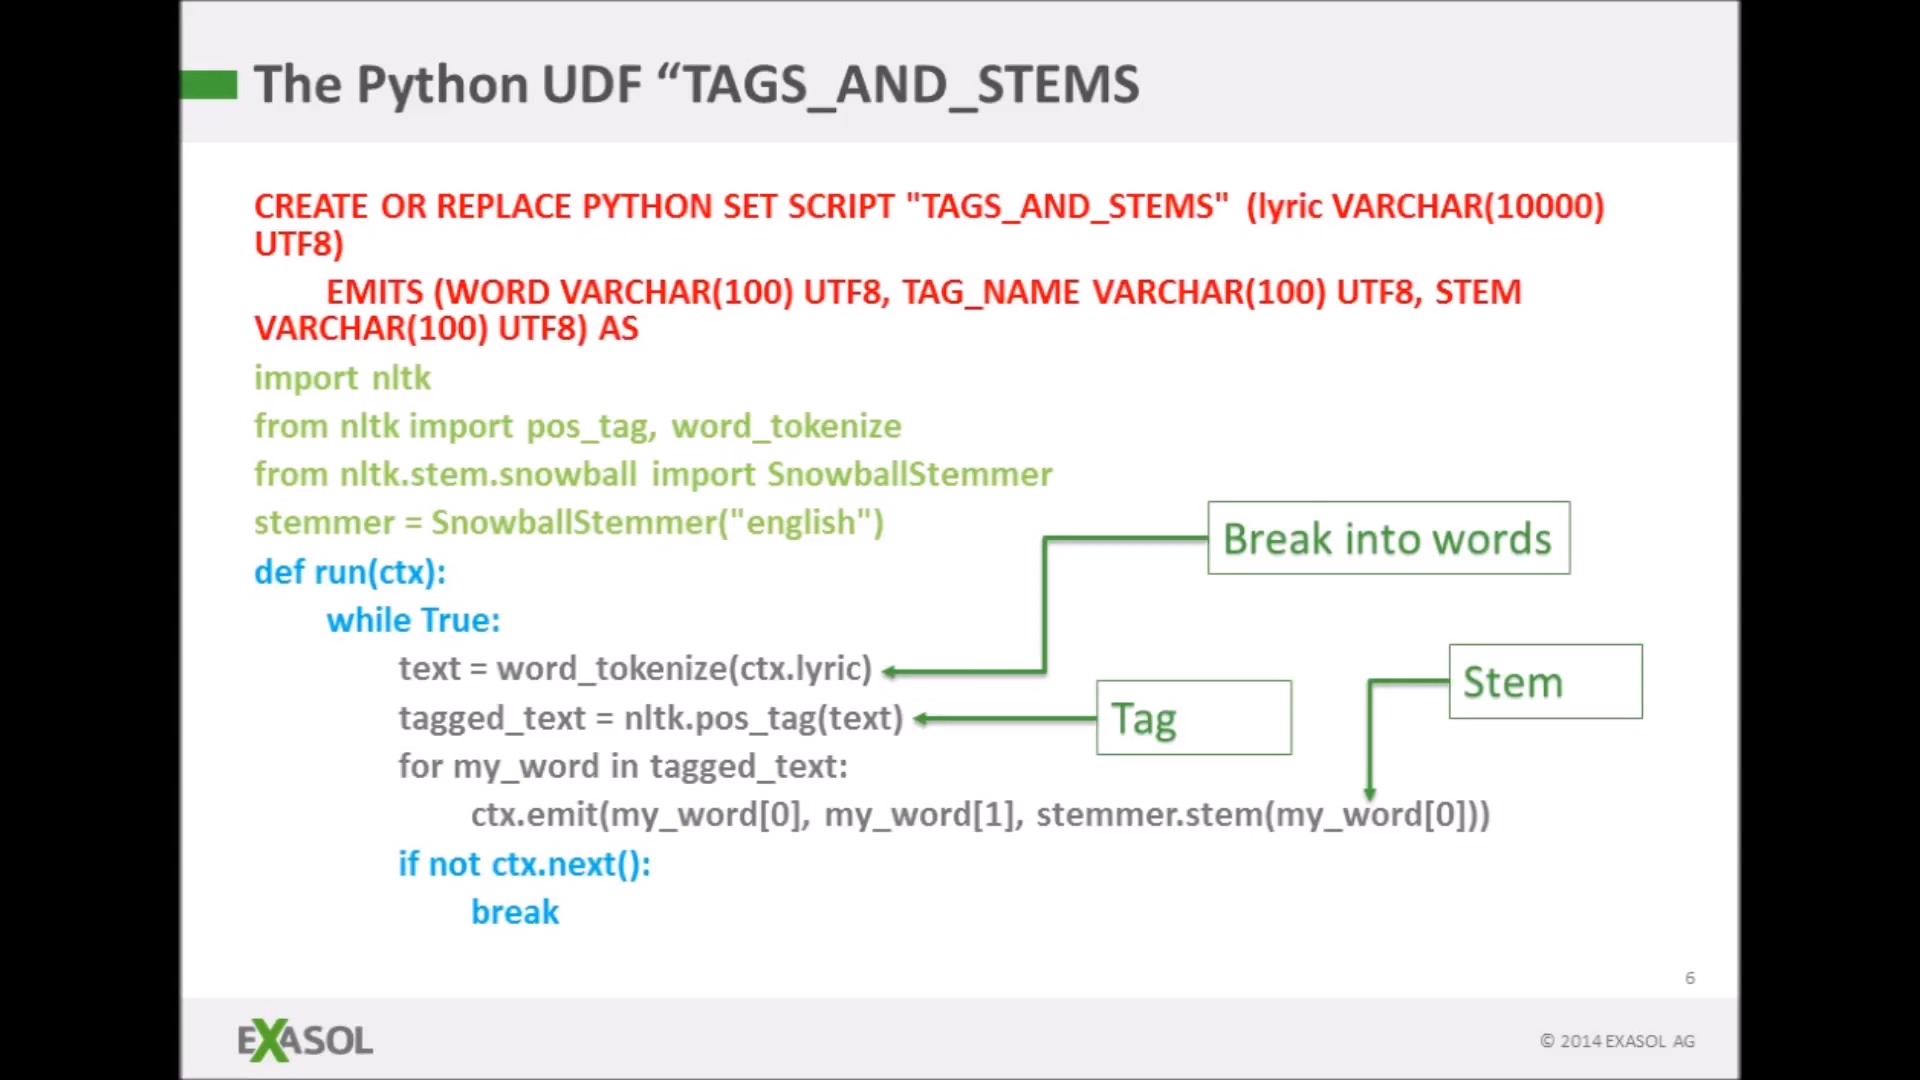 The Python UDF “TAGS_AND_STEMS
CREATE OR REPLACE PYTHON SET SCRIPT "TAGS_AND_STEMS" (lyric VARCHAR(10000)
UTF8)
EMITS (WORD VARCHAR(100) UTF8, TAG_NAME VARCHAR(100) UTF8, STEM
VARCHAR(100) UTF8) AS
import nltk
from nltk import pos_tag, word_tokenize
from nltk.stem.snowball import SnowballStemmer
stemmer = SnowballStemmer("english")
Break into words
def run(ctx):
while True:
text = word_tokenize(ctx.lyric)
Stem
tagged_text = nltk.pos_tag(text)
Tag
for my_word in tagged_text:
ctx.emit(my_word[0], my_word[1], stemmer.stem(my_word[0]))
if not ctx.next():
break
6
EXASOL
© 2014 EXASOL AG